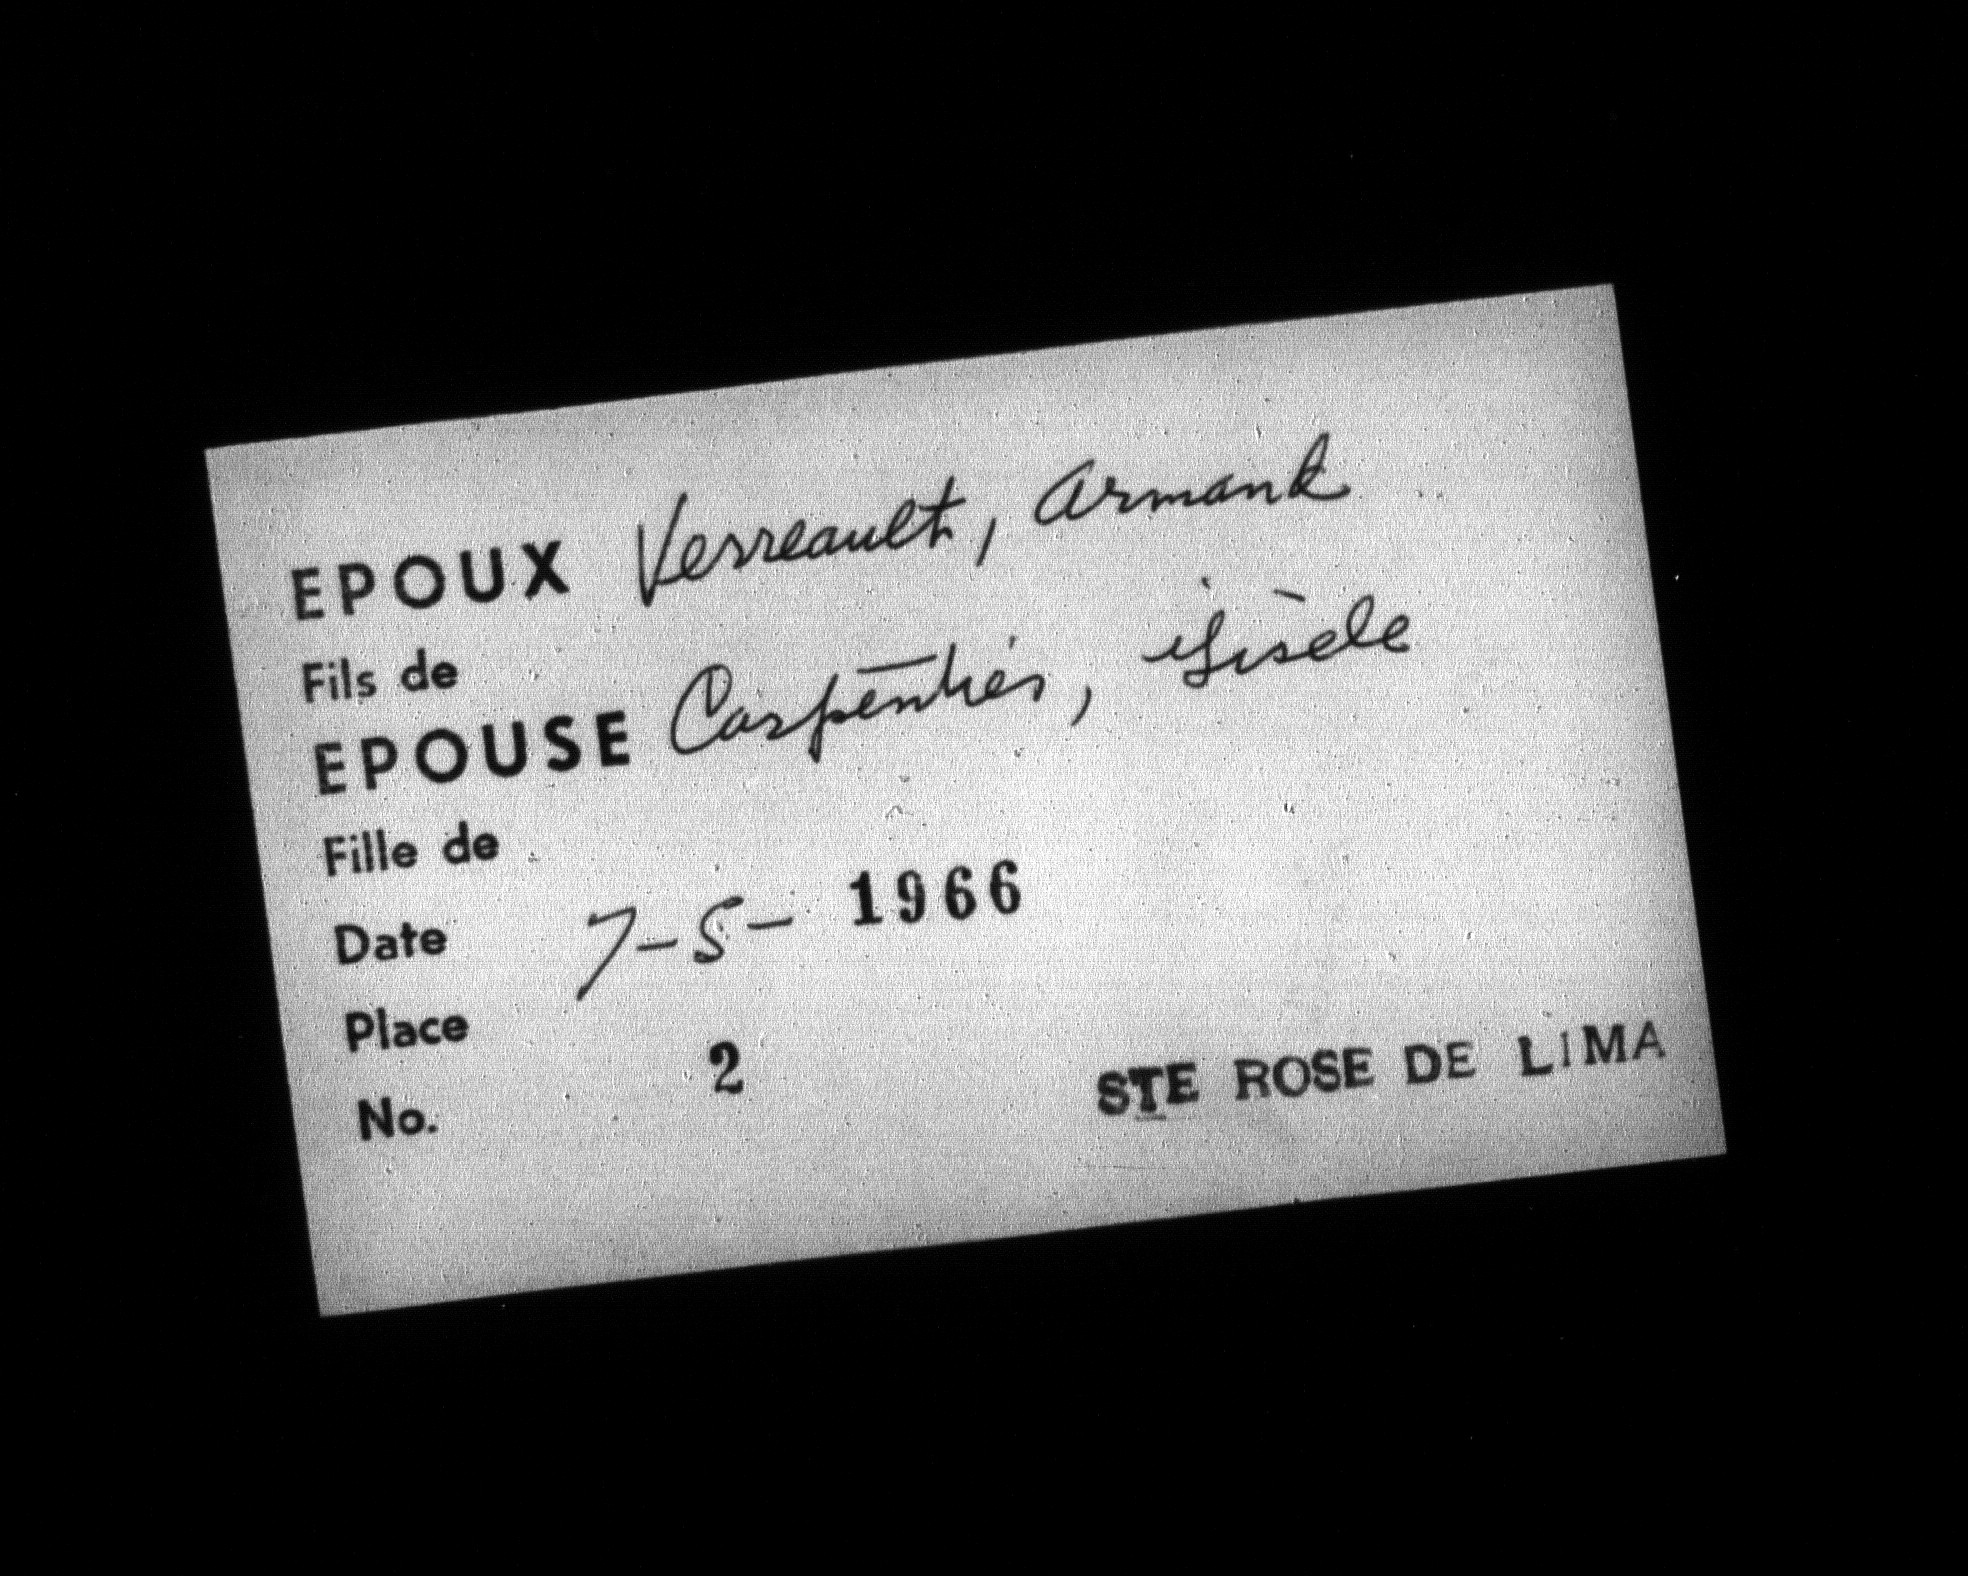 EPOUX Verreault, Armand
Fils de
EPOUSE Carpentier, Gisèle
Fille de
Date 7-5- 1966
Place
No. 2
STE ROSE DE LIMA